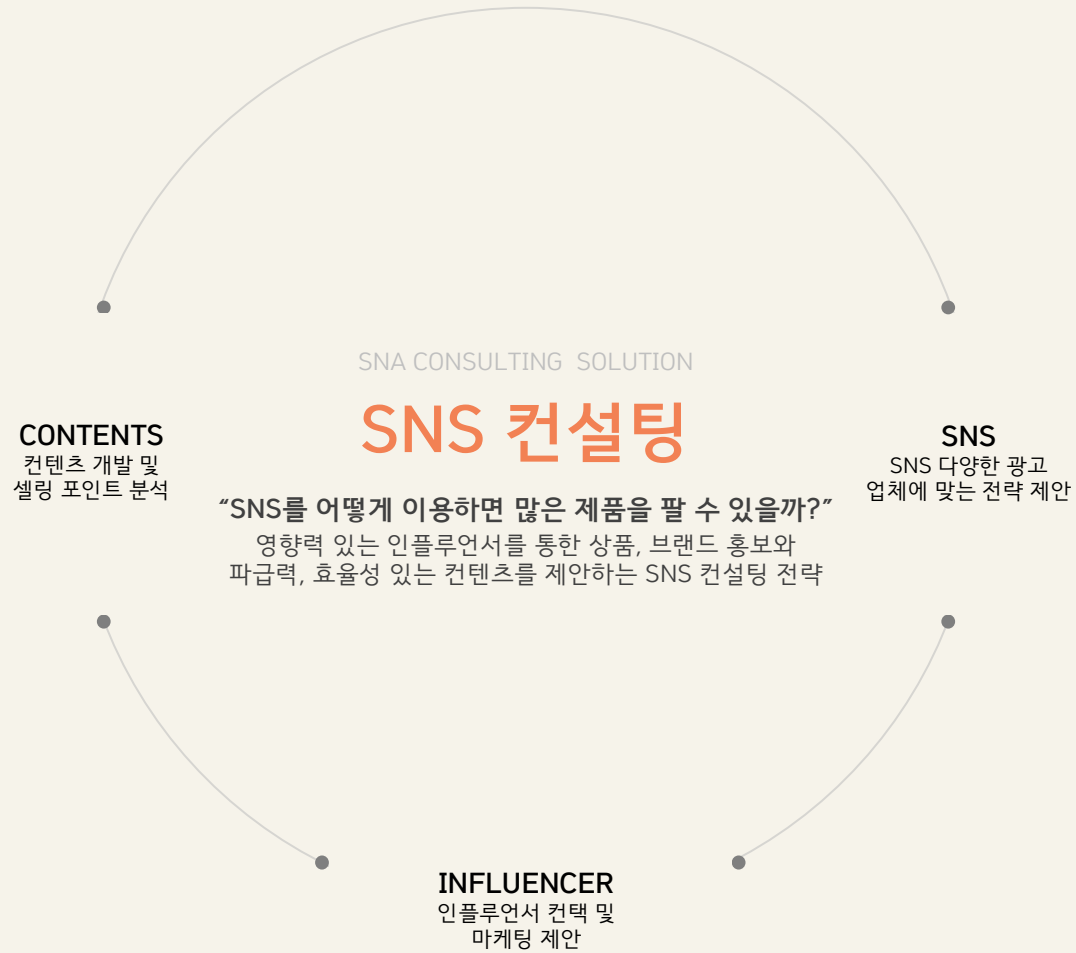 SNA CONSULTING SOLUTION
SNS 컨설팅
“SNS를 어떻게 이용하면 많은 제품을 팔 수 있을까?”
영향력 있는 인플루언서를 통한 상품, 브랜드 홍보와
파급력, 효율성 있는 컨텐츠를 제안하는 SNS 컨설팅 전략
CONTENTS
컨텐츠 개발 및
셀링 포인트 분석
SNS
SNS 다양한 광고
업체에 맞는 전략 제안
INFLUENCER
인플루언서 컨택 및
마케팅 제안